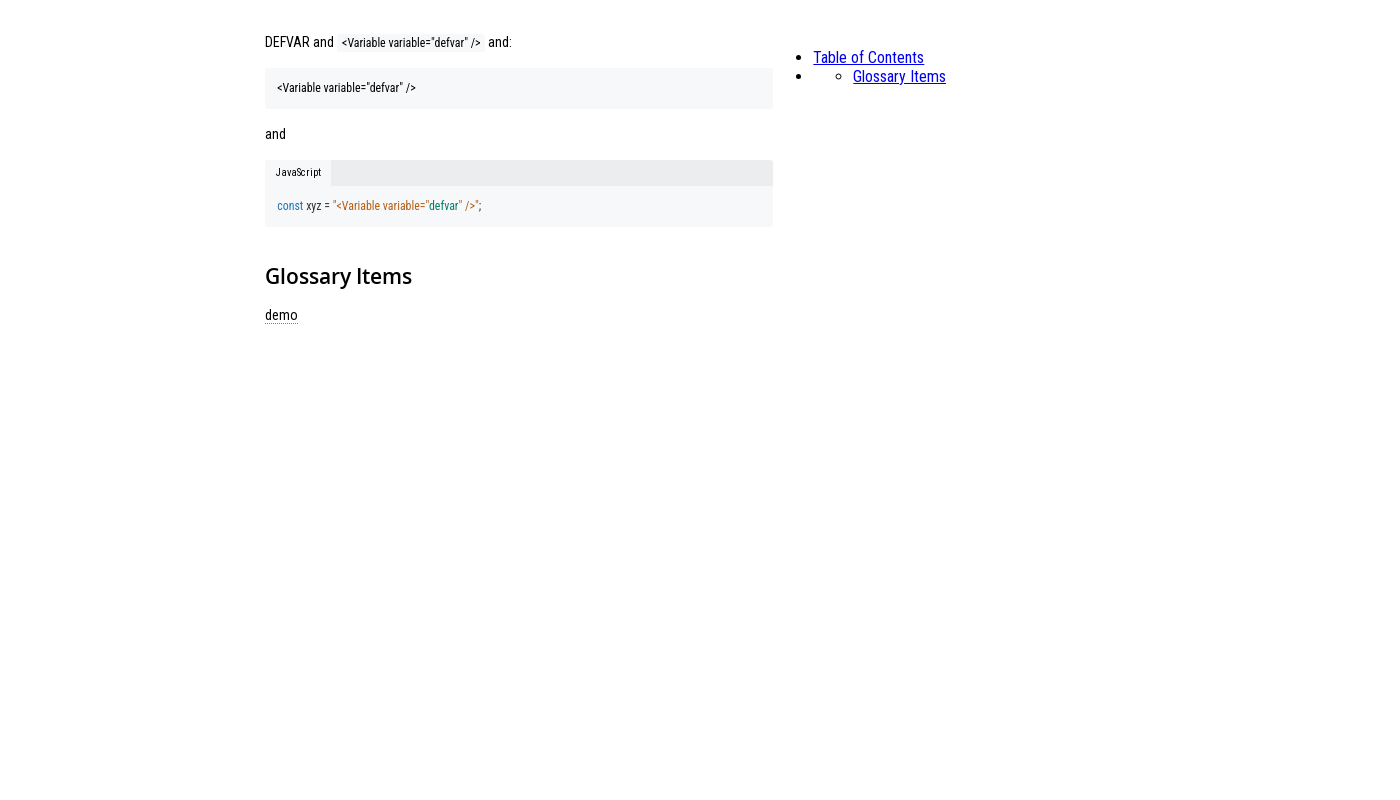 DEFVAR and <Variable variable="defvar" /> and:
<Variable variable="defvar" />
and
JavaScript
const xyz = "<Variable variable="defvar" />";
Glossary Items
demo
Table of Contents
Glossary Items